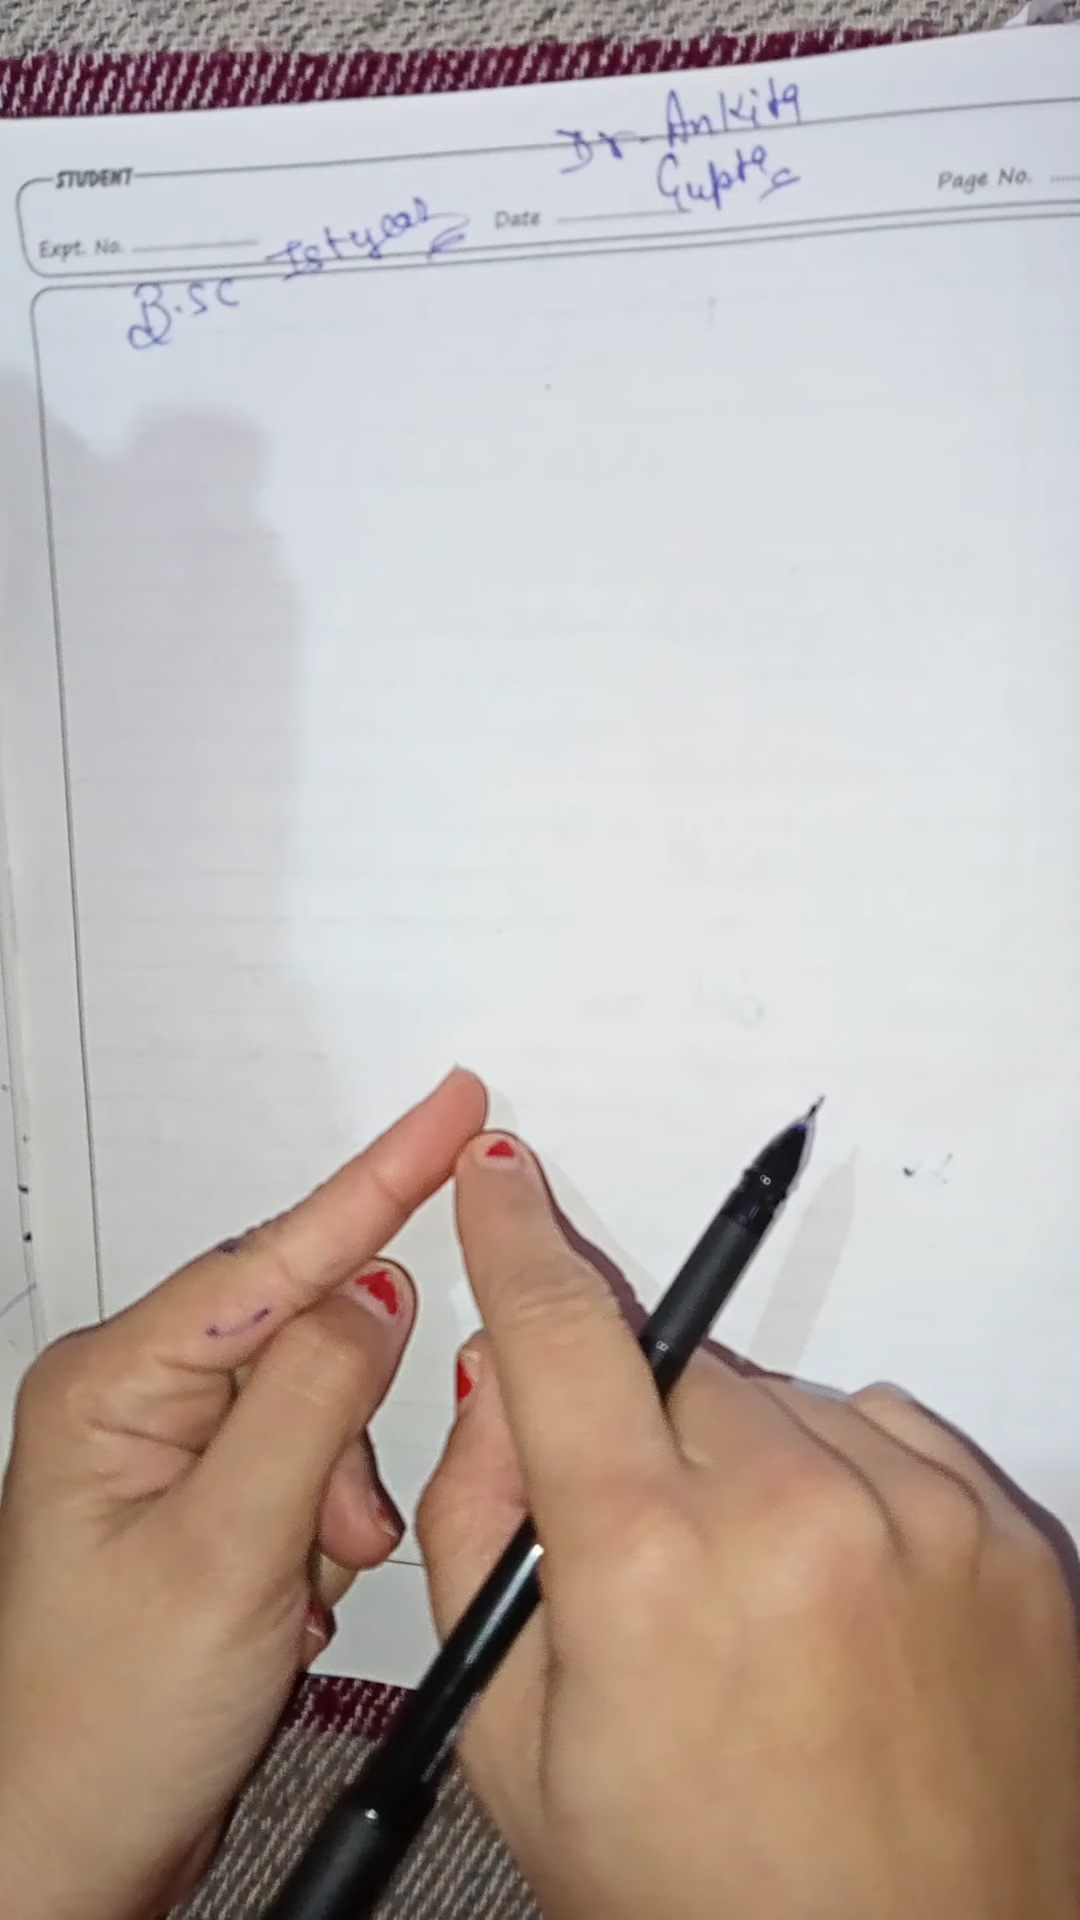 Dr. Ankita
Gupta
STUDENT
Page No.
Date
Expt. No.
B.SC Ist year